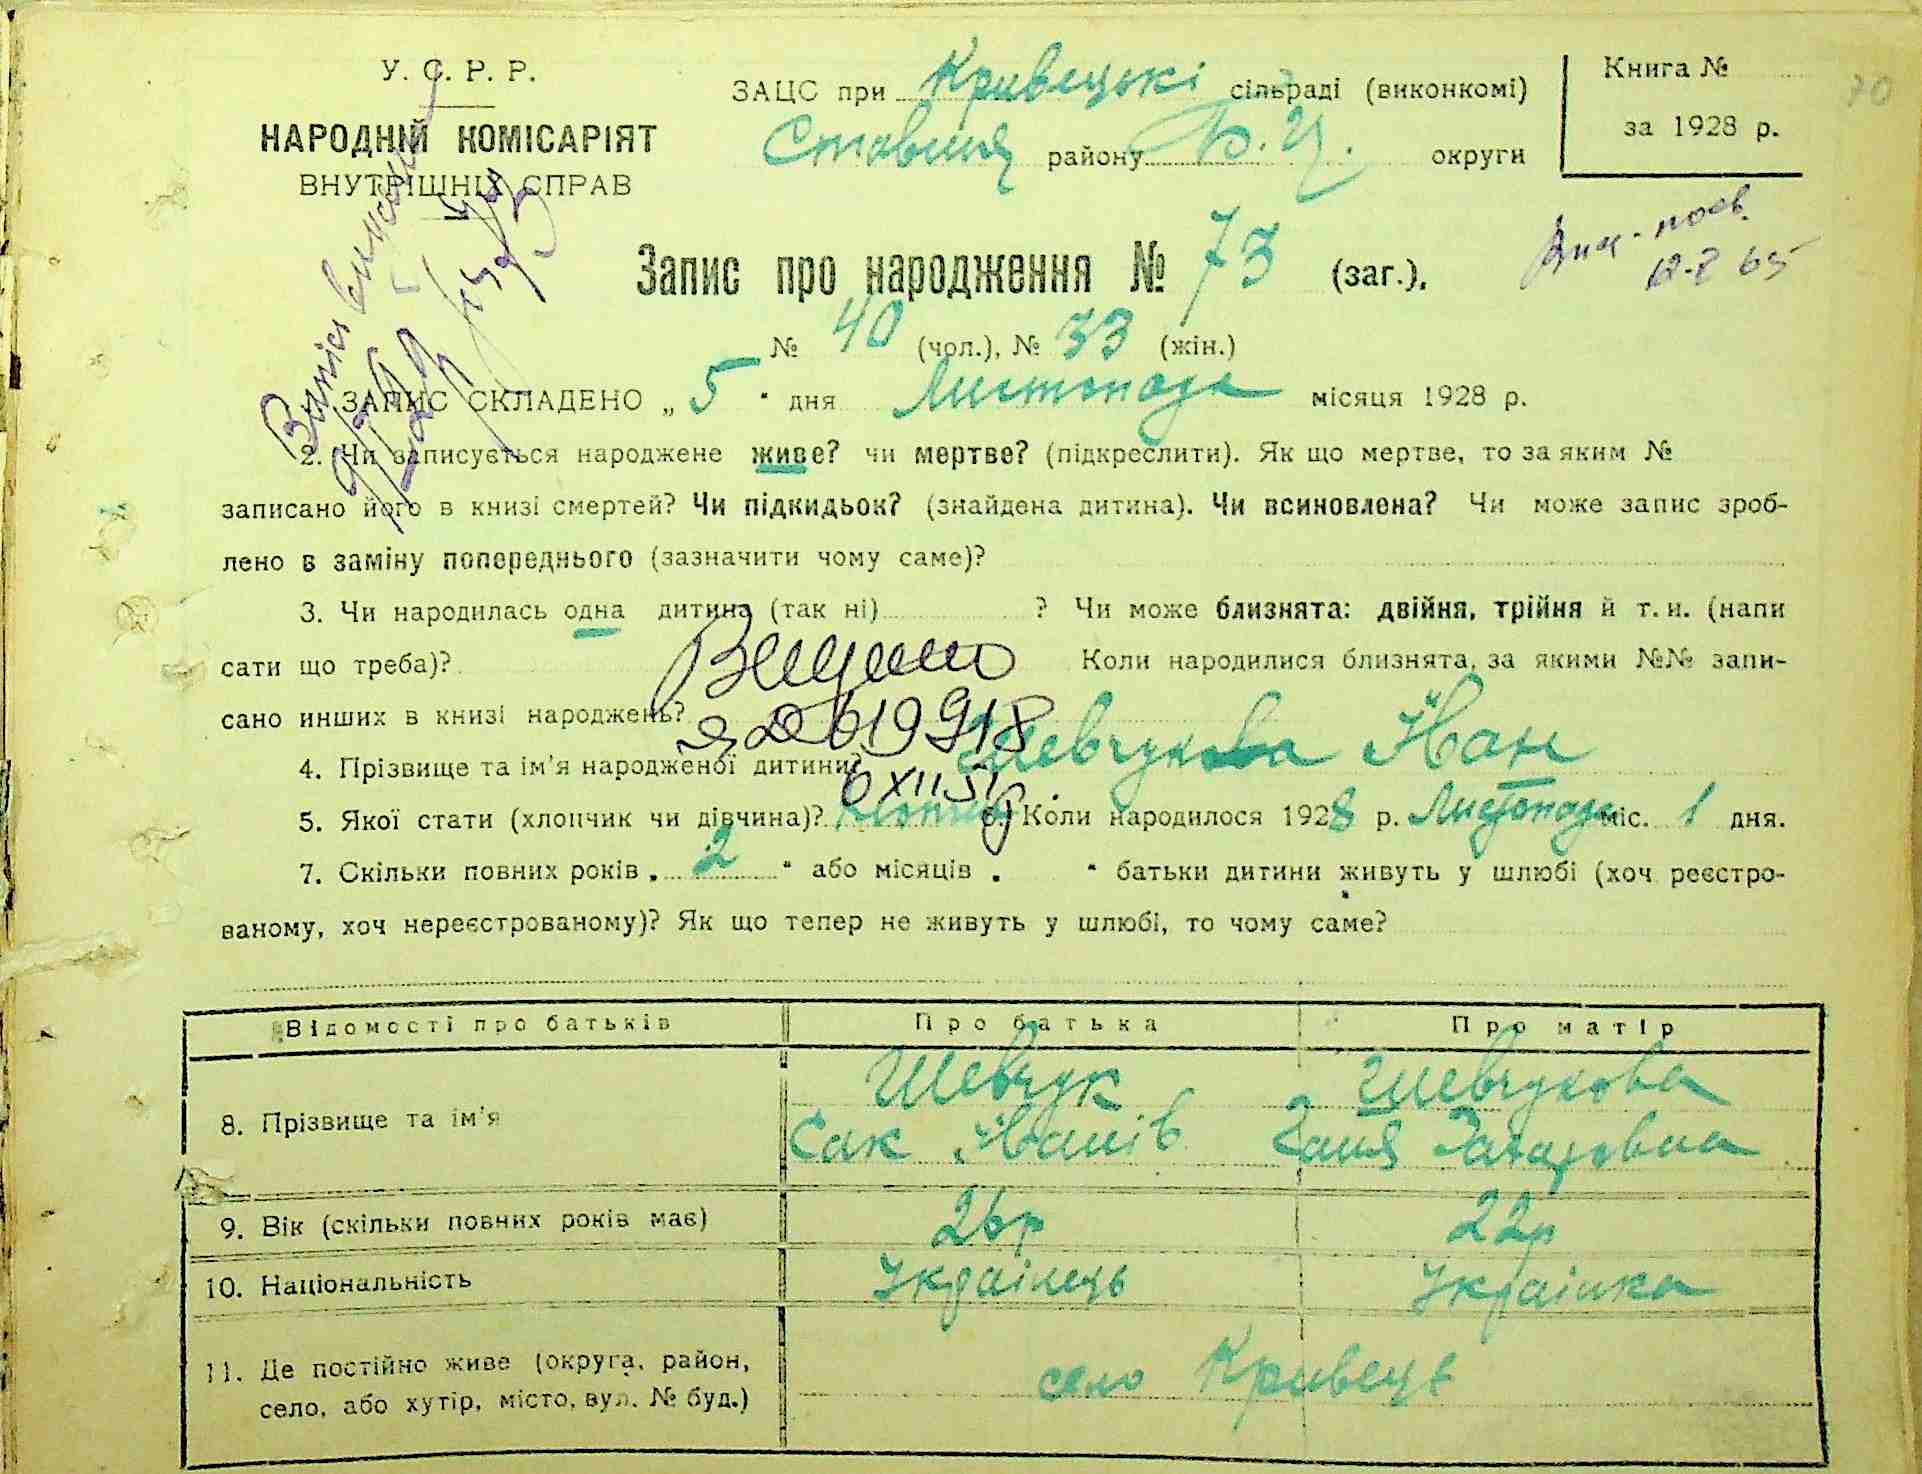 У. С. Р. Р.
НАРОДНІЙ КОМІСАРІЯТ
ВНУТРІШНІХ СПРАВ
ЗАЦС при Кривецькі сільраді (виконкомі)
Ставищ району Б. Ц. округи
Книга №
за 1928 р.
70
Запис про народження № 73 (заг.).
№ 40 (чол.), № 33 (жін.)
ЗАПИС СКЛАДЕНО „ 5 " дня Листопада місяця 1928 р.
2. Чи записується народжене живе? чи мертве? (підкреслити). Як що мертве, то за яким №
записано його в книзі смертей? Чи підкидьок? (знайдена дитина). Чи всиновлена? Чи може запис зроб-
лено в заміну попереднього (зазначити чому саме)?
3. Чи народилась одна дитина (так ні) ? Чи може близнята: двійня, трійня й т. и. (напи
сати що треба)? Коли народилися близнята, за якими №№ запи-
сано инших в книзі народжень?
4. Прізвище та ім'я народженої дитини? Шевчукова Іван
5. Якої стати (хлопчик чи дівчина)? Хлопчик 6. Коли народилося 1928 р. Листопада міс. 1 дня.
7. Скільки повних років „ 2 " або місяців „ " батьки дитини живуть у шлюбі (хоч реєстро-
ваному, хоч нереєстрованому)? Як що тепер не живуть у шлюбі, то чому саме?
Відомості про батьків Про батька Про матір
8. Прізвище та ім'я Шевчук Шевчукова
Сак Іванів Ганя Захаровна
9. Вік (скільки повних років має) 26р 22р
10. Національність Українець Українка
11. Де постійно живе (округа, район,
село, або хутір, місто, вул. № буд.) село Кривець